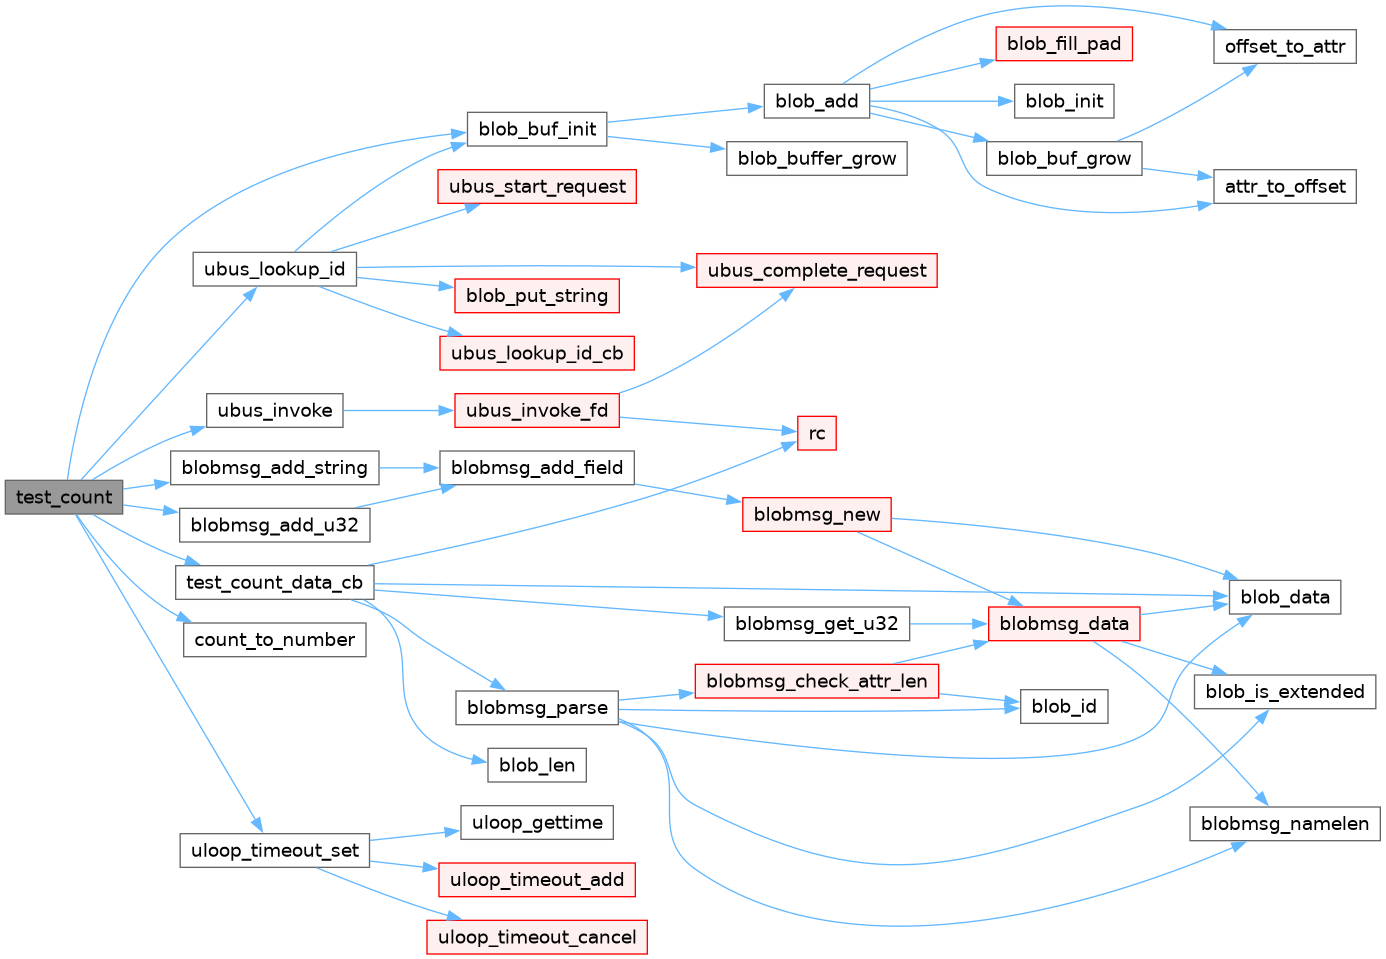 offset_to_attr
blob_fill_pad
blob_add
blob_init
blob_buf_init
blob_buffer_grow
blob_buf_grow
attr_to_offset
ubus_start_request
ubus_lookup_id
ubus_complete_request
blob_put_string
ubus_lookup_id_cb
ubus_invoke
ubus_invoke_fd
rc
blobmsg_add_string
blobmsg_add_field
test_count
blobmsg_new
blobmsg_add_u32
test_count_data_cb
blob_data
blobmsg_get_u32
blobmsg_data
count_to_number
blobmsg_check_attr_len
blob_is_extended
blobmsg_parse
blob_id
blob_len
uloop_gettime
blobmsg_namelen
uloop_timeout_set
uloop_timeout_add
uloop_timeout_cancel